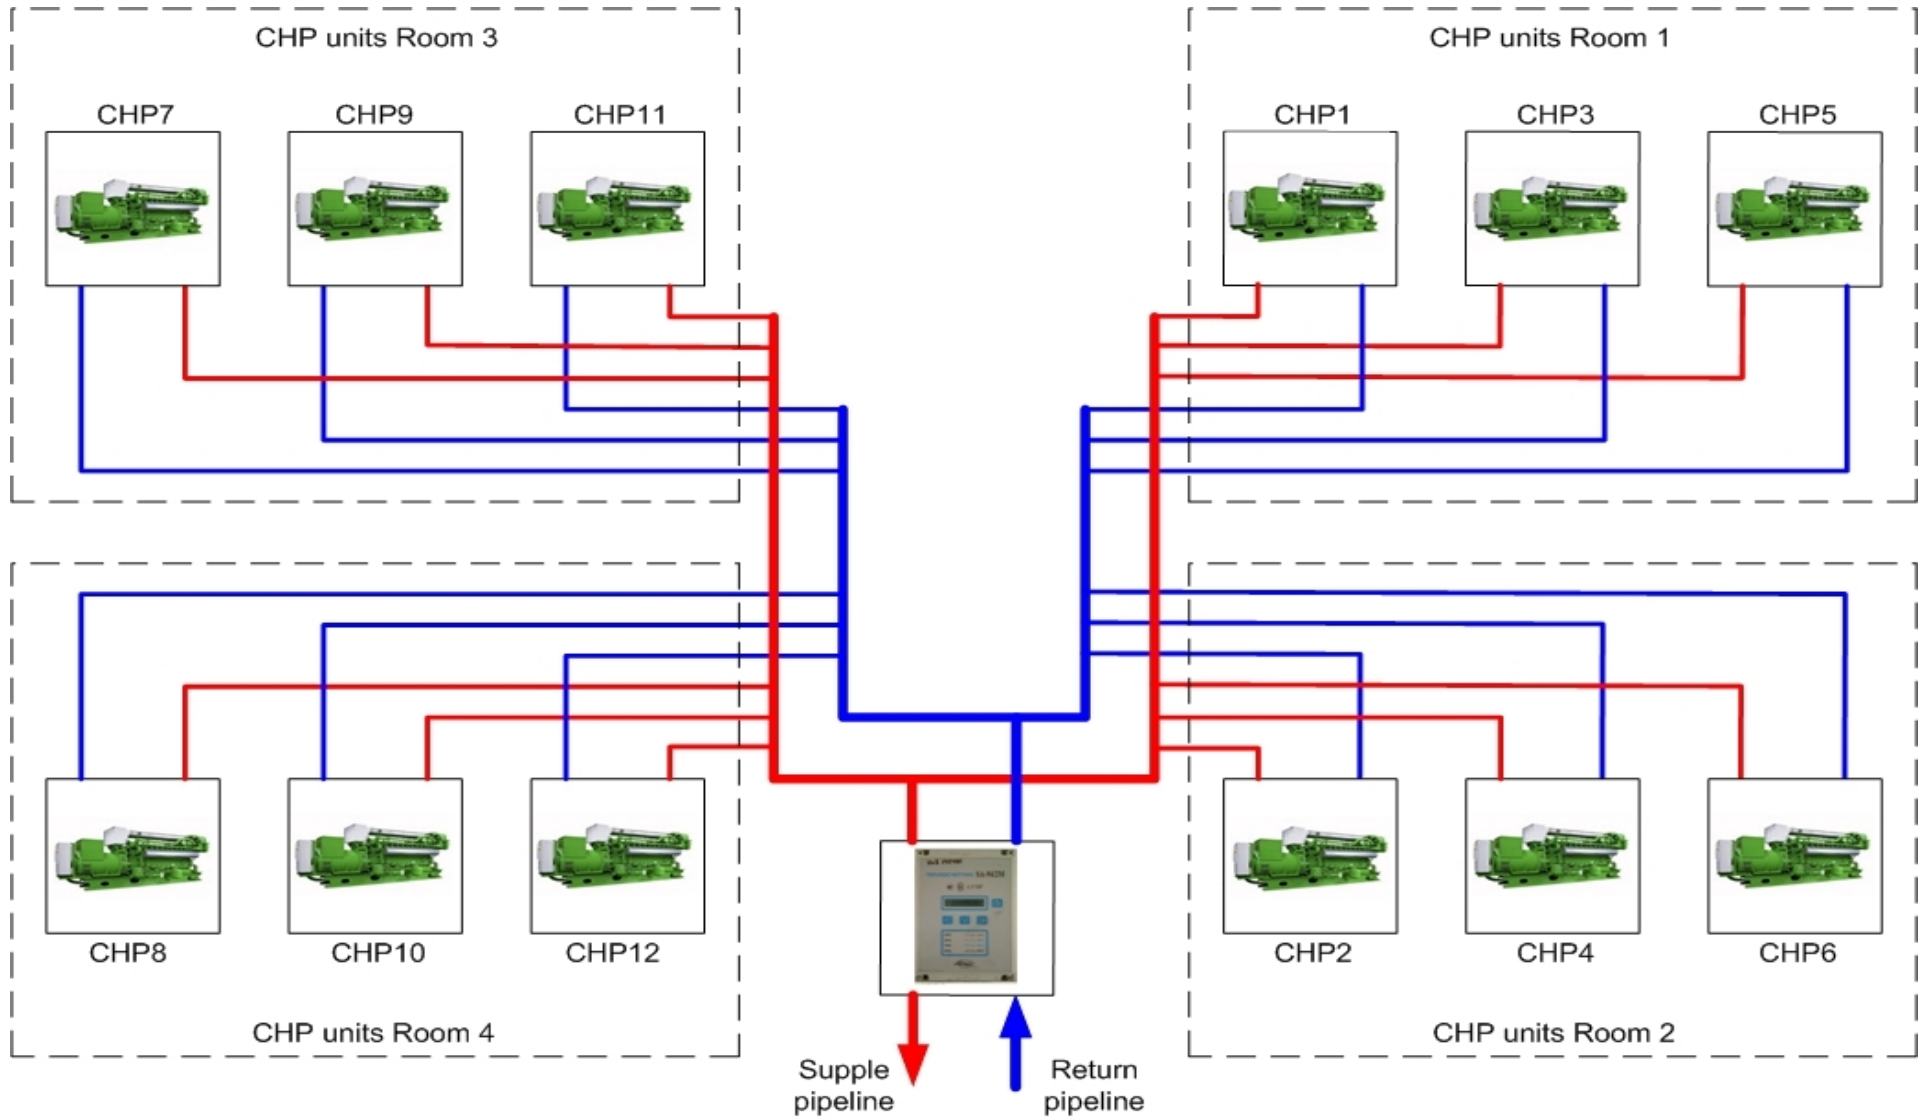 CHP units Room 3
CHP units Room 1
CHP7
CHP9
CHP11
CHP1
CHP3
CHP5
CHP8
CHP10
CHP12
CHP2
CHP4
CHP6
CHP units Room 4
CHP units Room 2
Supple
pipeline
Return
pipeline